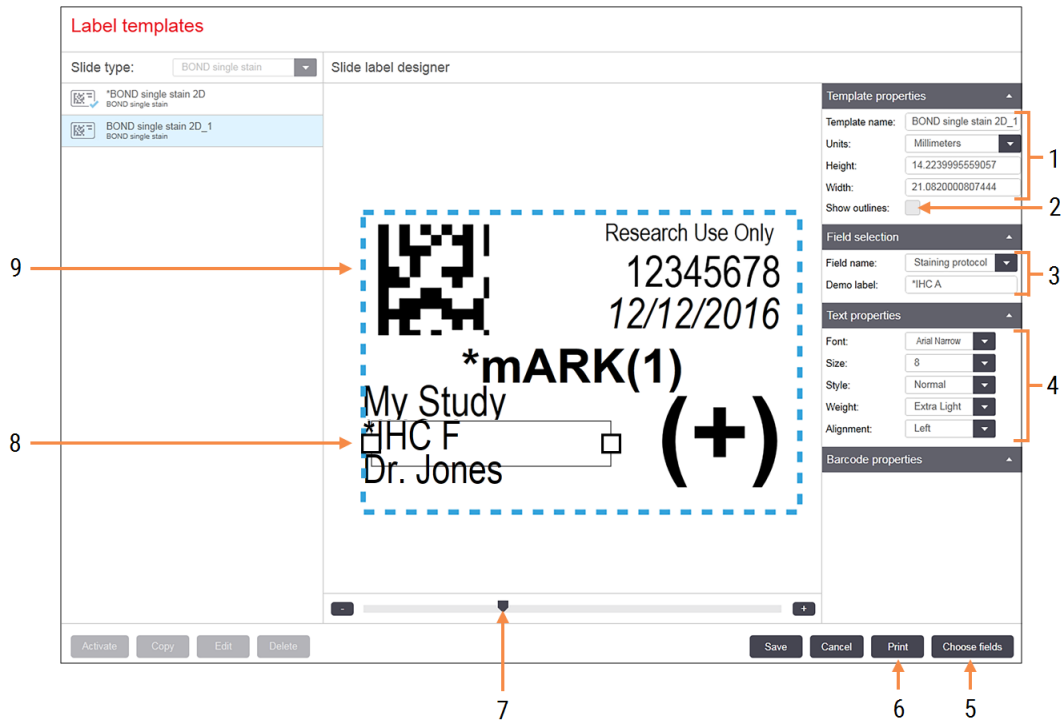 Label templates
Slide type:
BOND single stain
Slide label designer
*BOND single stain 2D
BOND single stain
BOND single stain 2D_1
BOND single stain
Template properties
Template name:
BOND single stain 2D_1
Units:
Millimeters
Height:
14.2239995559057
Width:
21.0820000807444
Show outlines:
1
2
Field selection
Field name:
Staining protocol
Demo label:
*IHC A
3
Text properties
Font:
Arial Narrow
Size:
8
Style:
Normal
Weight:
Extra Light
Alignment:
Left
4
Barcode properties
9
Research Use Only
12345678
12/12/2016
*mARK(1)
My Study
(+)
8
*IHC F
Dr. Jones
-
+
Activate
Copy
Edit
Delete
Save
Cancel
Print
Choose fields
7
6
5